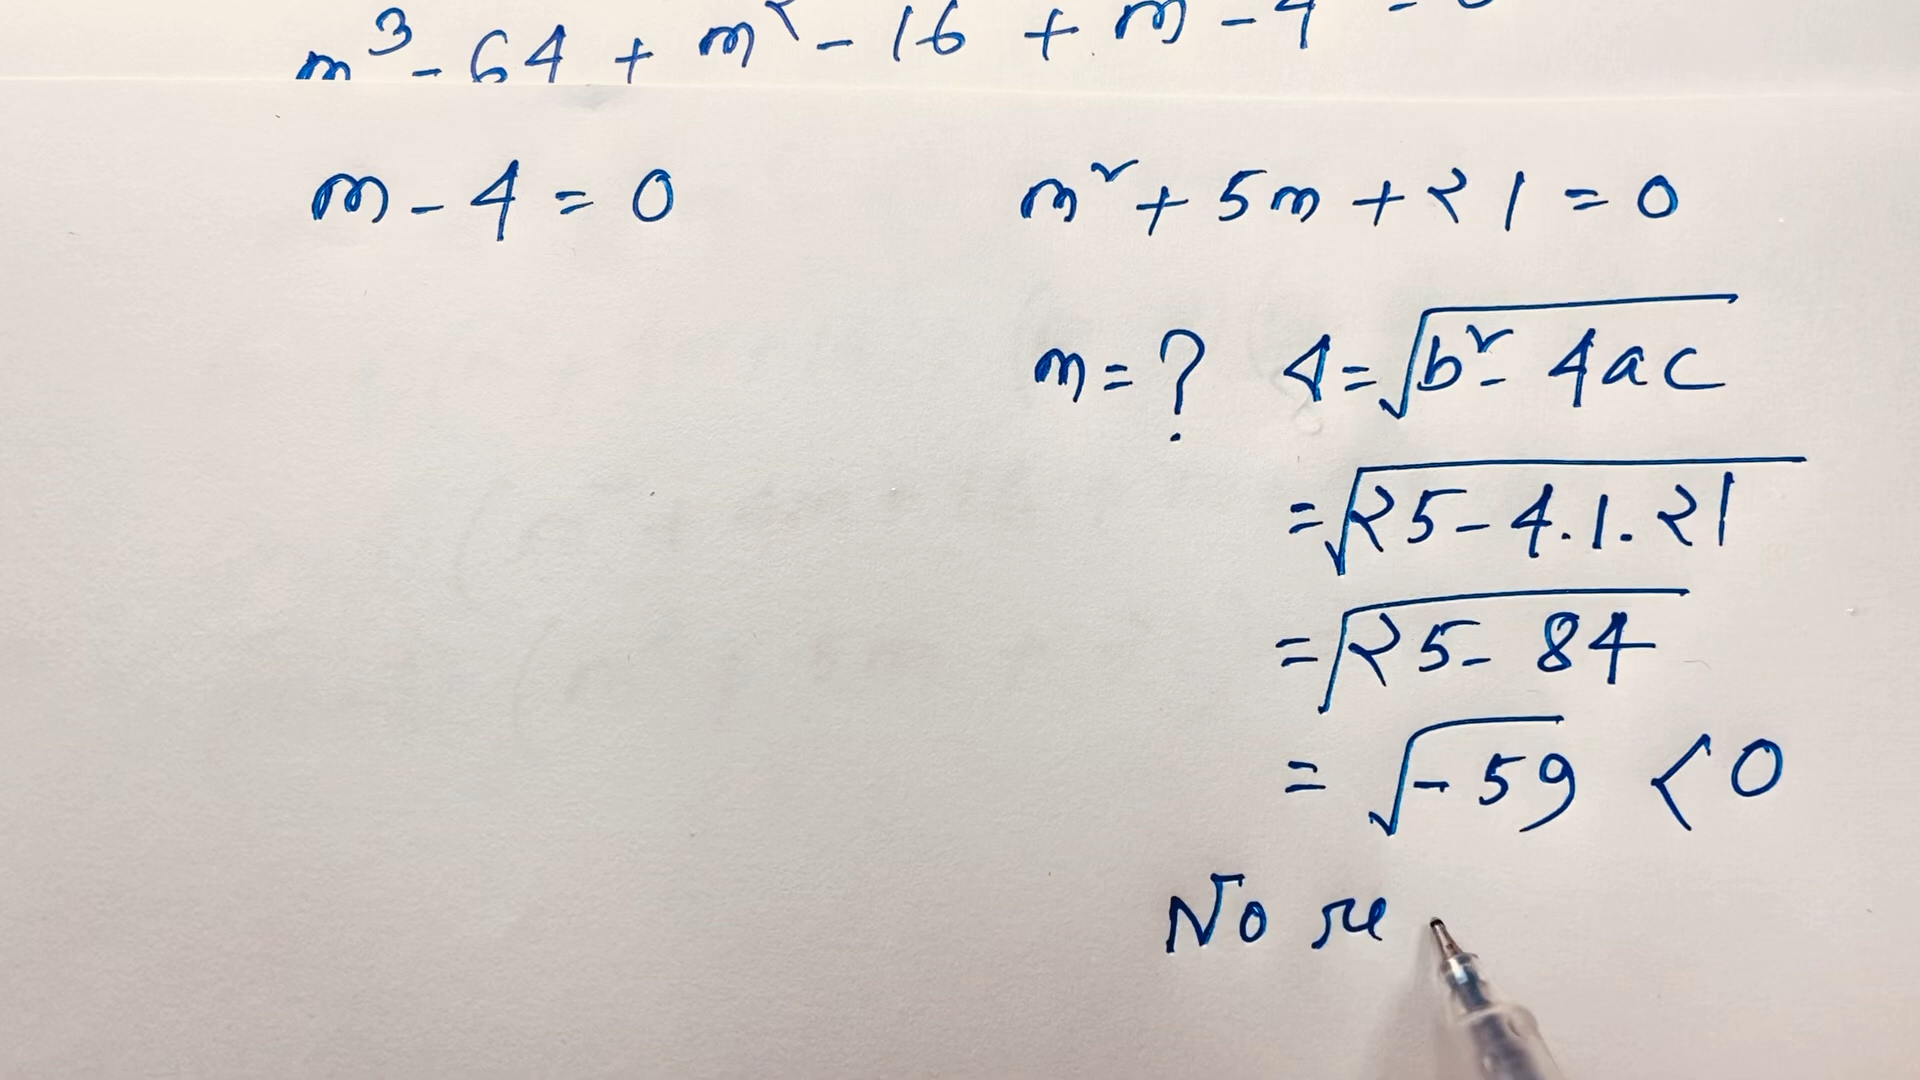 m³ - 64 + m² - 16 + m - 4 = 0
m - 4 = 0
m² + 5m + 21 = 0
m = ? Δ = √(b² - 4ac)
= √(25 - 4.1.21)
= √(25 - 84)
= √(-59) < 0
No re